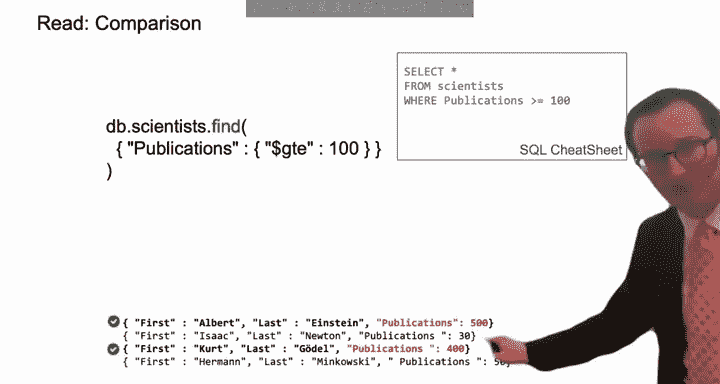 Read: Comparison
SELECT *
FROM scientists
WHERE Publications >= 100
SQL CheatSheet
db.scientists.find(
{ "Publications" : { "$gte" : 100 } }
)
{ "First" : "Albert", "Last" : "Einstein", "Publications": 500}
{ "First" : "Isaac", "Last" : "Newton", "Publications ": 30}
{ "First" : "Kurt", "Last" : "Gödel", "Publications ": 400}
{ "First" : "Hermann", "Last" : "Minkowski", " Publications ":